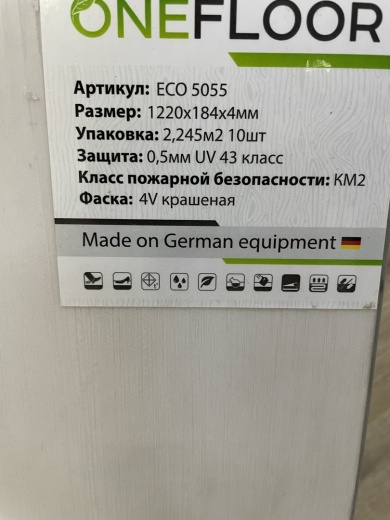 ONEFLOOR
Артикул: ECO 5055
Размер: 1220x184x4мм
Упаковка: 2,245м2 10шт
Защита: 0,5мм UV 43 класс
Класс пожарной безопасности: КМ2
Фаска: 4V крашеная
Made on German equipment